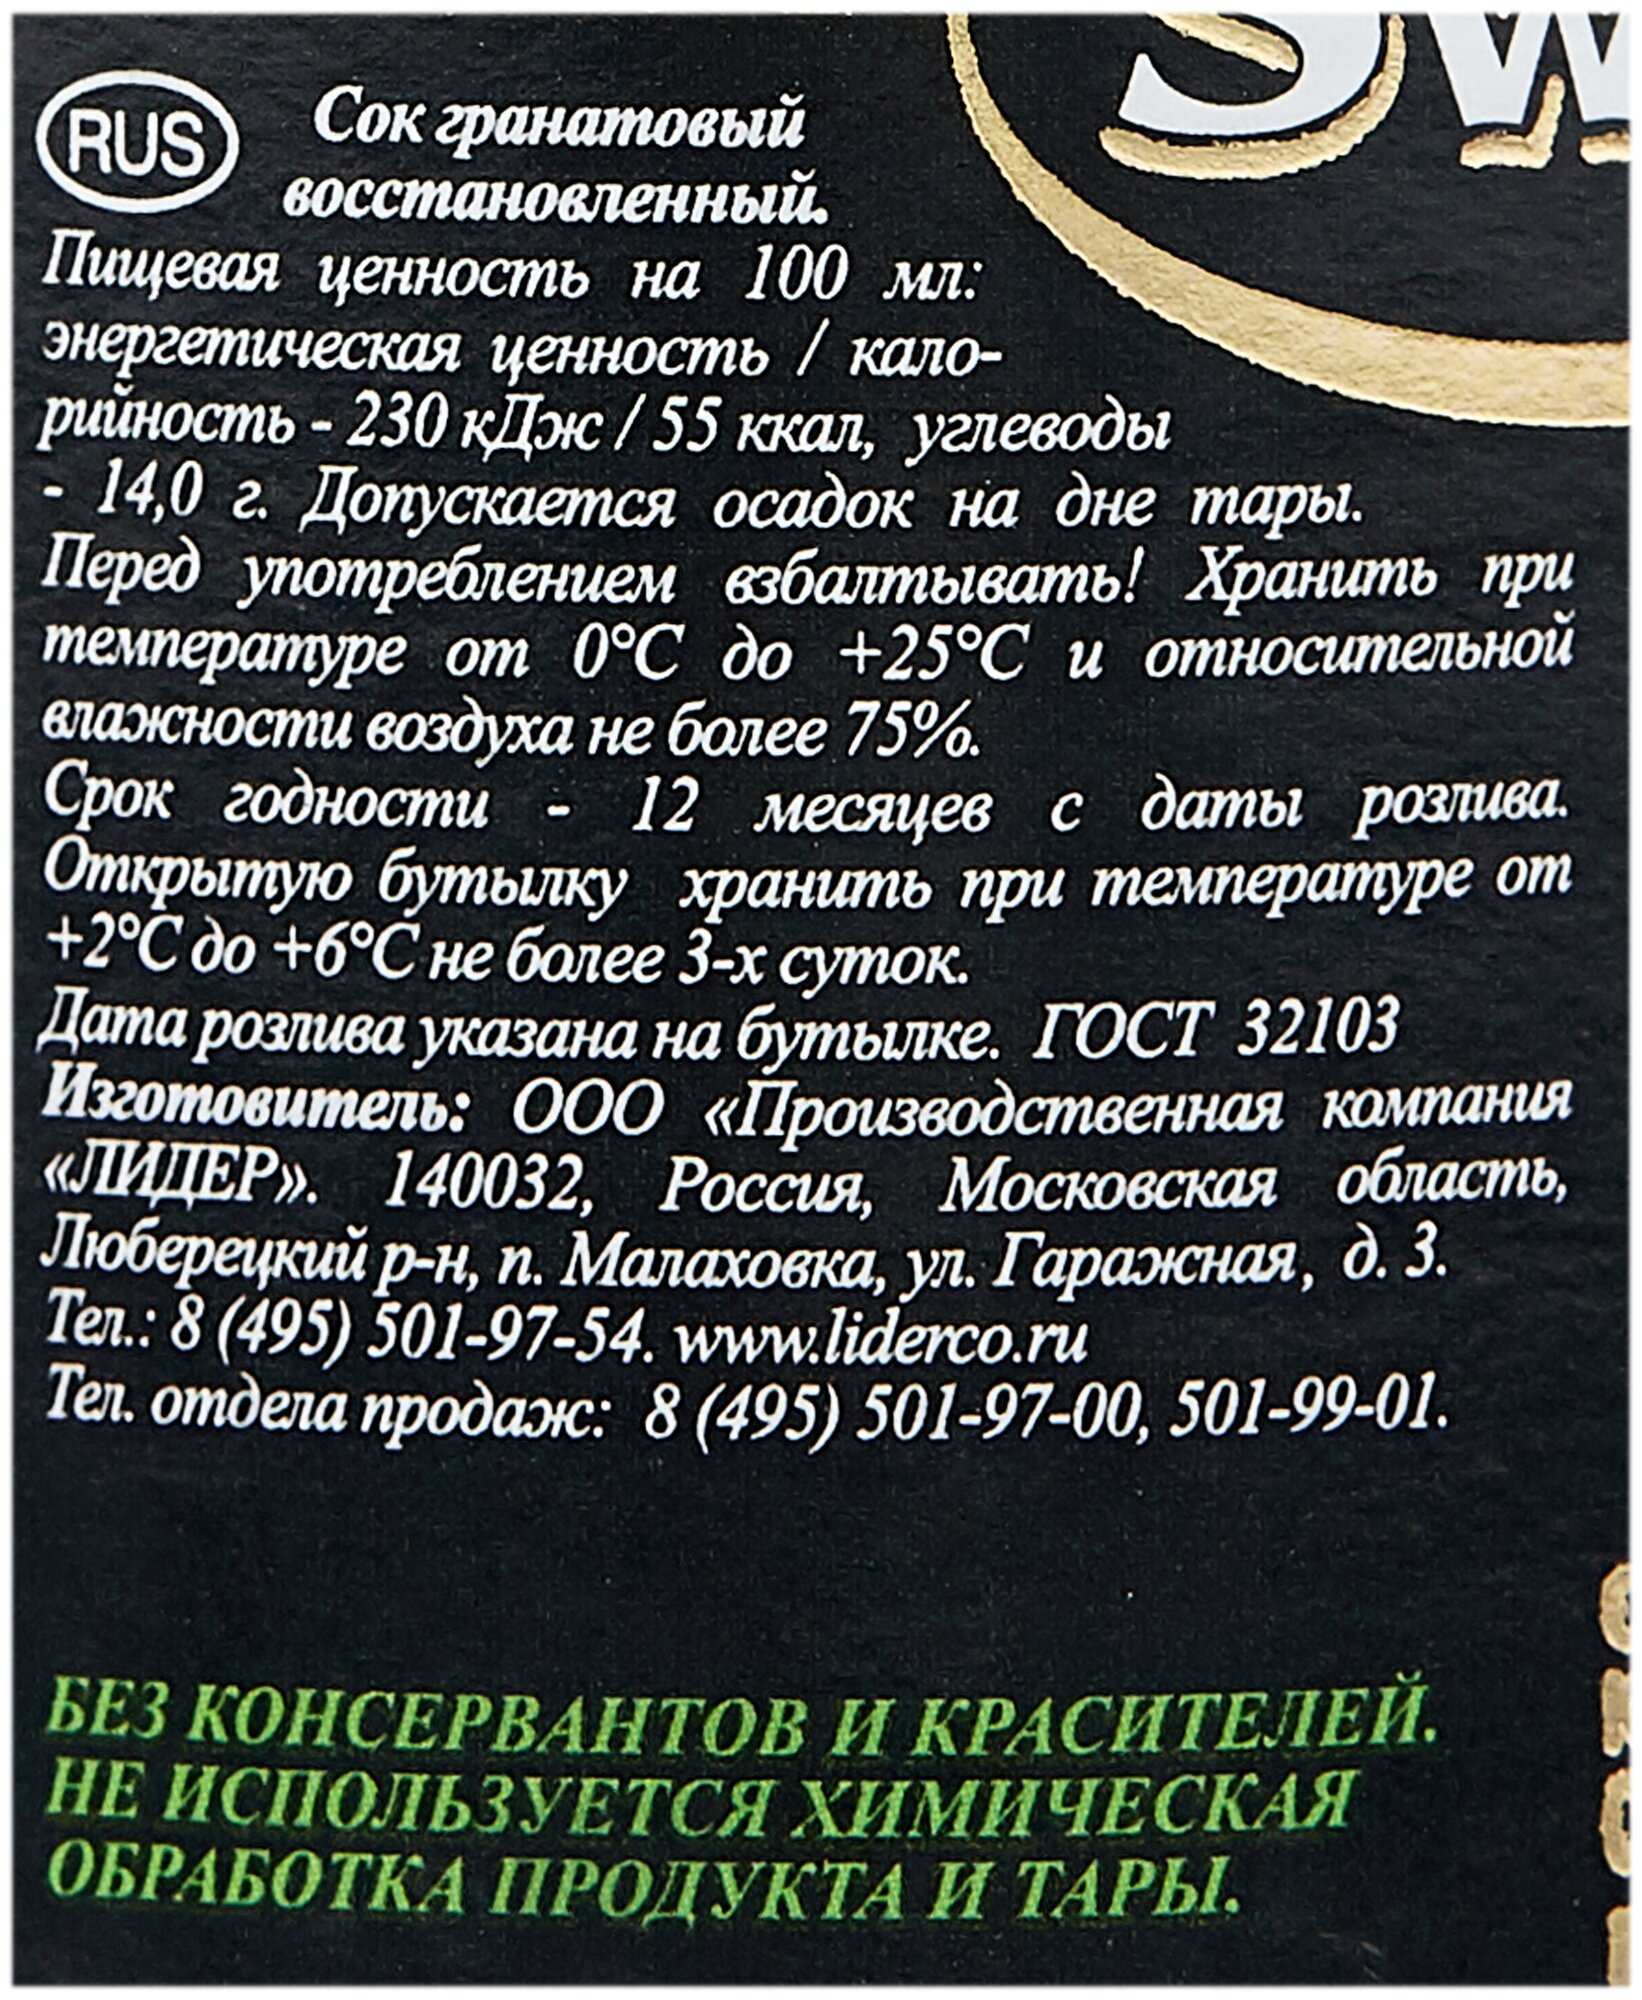 Sw
RUS
Сок гранатовый
восстановленный.
Пищевая ценность на 100 мл:
энергетическая ценность / кало-
рийность - 230 кДж / 55 ккал, углеводы
- 14,0 г. Допускается осадок на дне тары.
Перед употреблением взбалтывать! Хранить при
температуре от 0°С до +25°С и относительной
влажности воздуха не более 75%.
Срок годности - 12 месяцев с даты розлива.
Открытую бутылку хранить при температуре от
+2°С до +6°С не более 3-х суток.
Дата розлива указана на бутылке. ГОСТ 32103
Изготовитель: ООО «Производственная компания
«ЛИДЕР». 140032, Россия, Московская область,
Люберецкий р-н, п. Малаховка, ул. Гаражная, д. 3.
Тел.: 8 (495) 501-97-54. www.liderco.ru
Тел. отдела продаж: 8 (495) 501-97-00, 501-99-01.
БЕЗ КОНСЕРВАНТОВ И КРАСИТЕЛЕЙ.
НЕ ИСПОЛЬЗУЕТСЯ ХИМИЧЕСКАЯ
ОБРАБОТКА ПРОДУКТА И ТАРЫ.